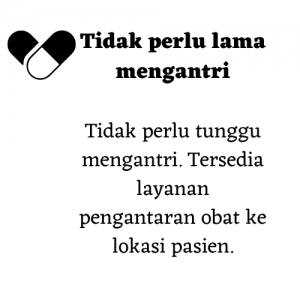 Tidak perlu lama
mengantri
Tidak perlu tunggu
mengantri. Tersedia
layanan
pengantaran obat ke
lokasi pasien.